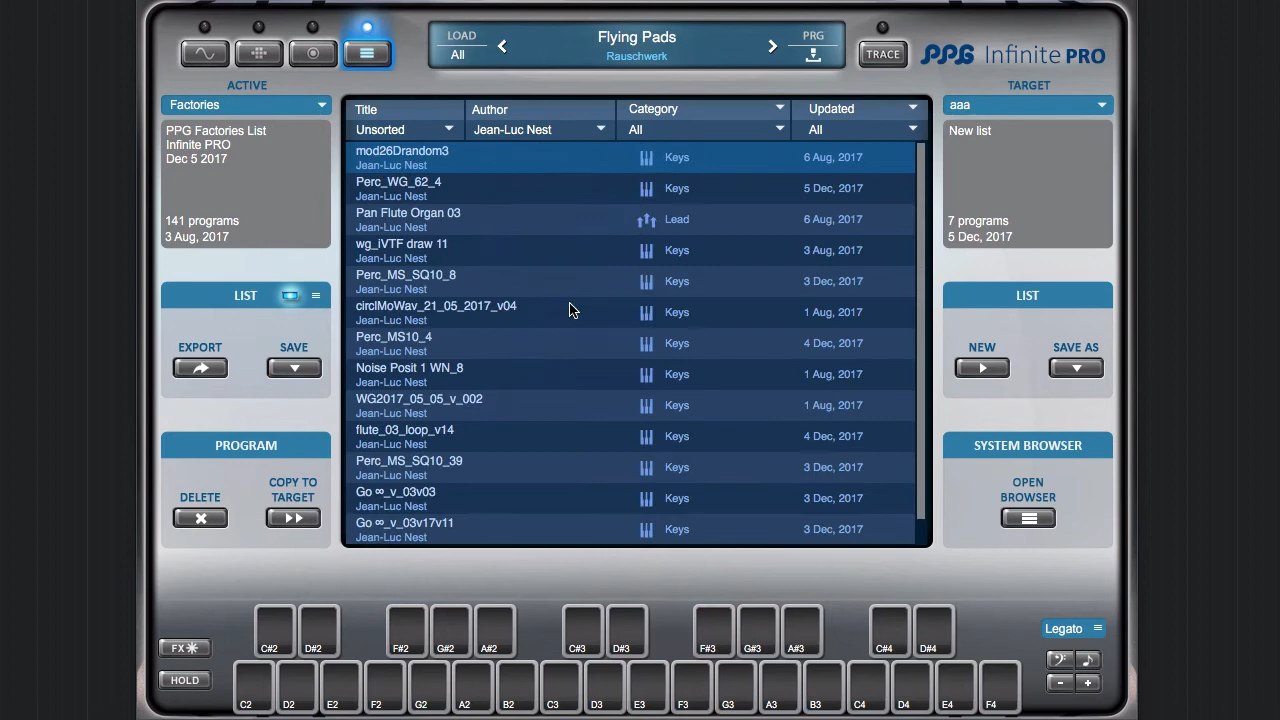 LOAD
All
Flying Pads
Rauschwerk
PRG
TRACE
PPG Infinite PRO
ACTIVE
Factories
PPG Factories List
Infinite PRO
Dec 5 2017
141 programs
3 Aug, 2017
LIST
EXPORT
SAVE
PROGRAM
DELETE
COPY TO
TARGET
Title
Author
Category
Updated
Unsorted
Jean-Luc Nest
All
All
mod26Drandom3
Jean-Luc Nest
Keys
6 Aug, 2017
Perc_WG_62_4
Jean-Luc Nest
Keys
5 Dec, 2017
Pan Flute Organ 03
Jean-Luc Nest
Lead
6 Aug, 2017
wg_iVTF draw 11
Jean-Luc Nest
Keys
3 Aug, 2017
Perc_MS_SQ10_8
Jean-Luc Nest
Keys
3 Dec, 2017
circlMoWav_21_05_2017_v04
Jean-Luc Nest
Keys
1 Aug, 2017
Perc_MS10_4
Jean-Luc Nest
Keys
4 Dec, 2017
Noise Posit 1 WN_8
Jean-Luc Nest
Keys
1 Aug, 2017
WG2017_05_05_v_002
Jean-Luc Nest
Keys
1 Aug, 2017
flute_03_loop_v14
Jean-Luc Nest
Keys
4 Dec, 2017
Perc_MS_SQ10_39
Jean-Luc Nest
Keys
3 Dec, 2017
Go ∞_v_03v03
Jean-Luc Nest
Keys
3 Dec, 2017
Go ∞_v_03v17v11
Jean-Luc Nest
Keys
3 Dec, 2017
TARGET
aaa
New list
7 programs
5 Dec, 2017
LIST
NEW
SAVE AS
SYSTEM BROWSER
OPEN
BROWSER
FX
HOLD
Legato
- +
C#2 D#2 F#2 G#2 A#2 C#3 D#3 F#3 G#3 A#3 C#4 D#4
C2 D2 E2 F2 G2 A2 B2 C3 D3 E3 F3 G3 A3 B3 C4 D4 E4 F4